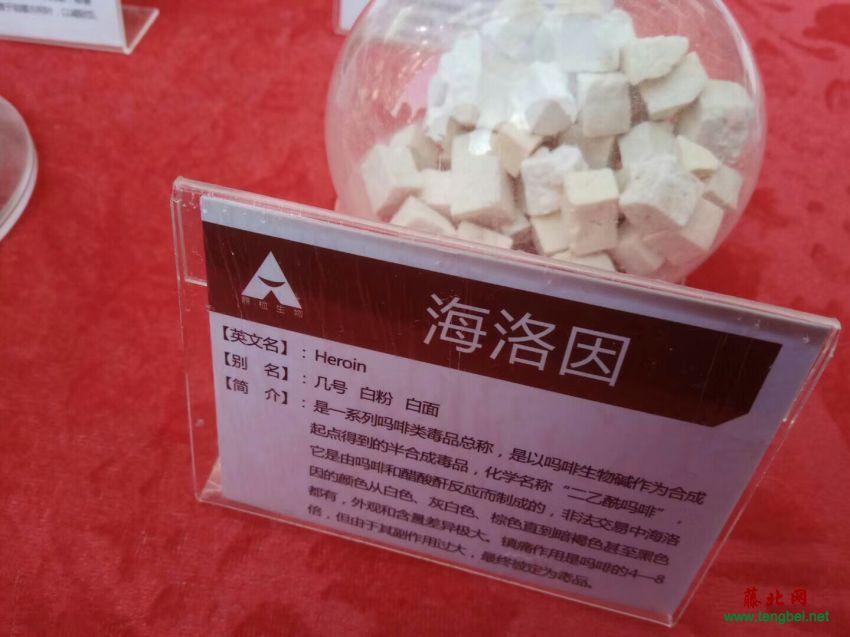 生物
海洛因
【英文名】：Heroin
【别 名】：几号 白粉 白面
【简 介】：是一系列吗啡类毒品总称，是以吗啡生物碱作为合成
起点得到的半合成毒品，化学名称“二乙酰吗啡”，
它是由吗啡和醋酸酐反应而制成的，非法交易中海洛
因的颜色从白色、灰白色、棕色直到暗褐色甚至黑色
都有，外观和含量差异极大。镇痛作用是吗啡的4—8
倍，但由于其副作用过大，最终被定为毒品。
藤北网
www.tengbei.net